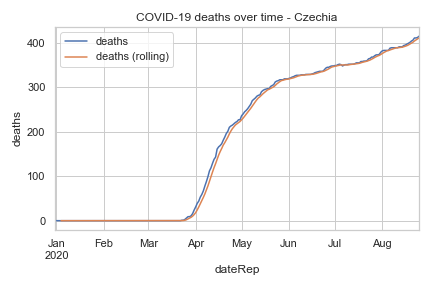 COVID-19 deaths over time - Czechia
deaths
deaths (rolling)
400
300
200
100
0
deaths
Jan Feb Mar Apr May Jun Jul Aug
2020
dateRep